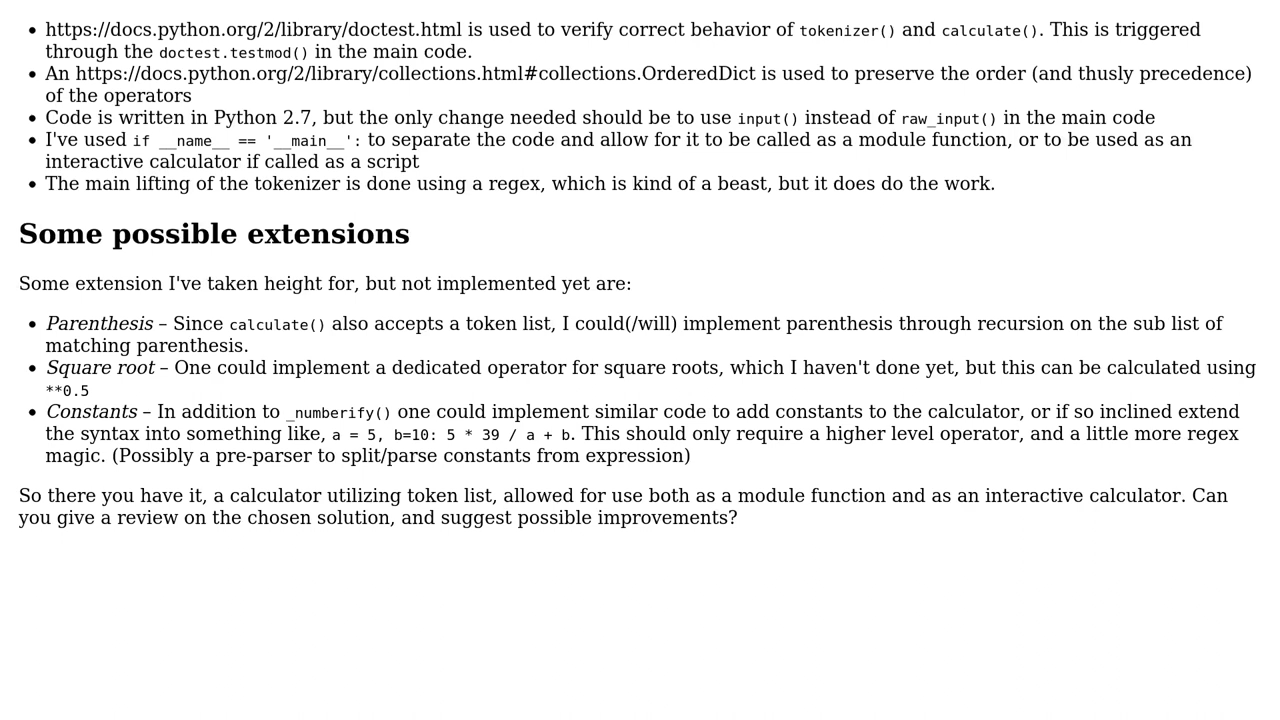 • https://docs.python.org/2/library/doctest.html is used to verify correct behavior of tokenizer() and calculate(). This is triggered
through the doctest.testmod() in the main code.
• An https://docs.python.org/2/library/collections.html#collections.OrderedDict is used to preserve the order (and thusly precedence)
of the operators
• Code is written in Python 2.7, but the only change needed should be to use input() instead of raw_input() in the main code
• I've used if __name__ == '__main__': to separate the code and allow for it to be called as a module function, or to be used as an
interactive calculator if called as a script
• The main lifting of the tokenizer is done using a regex, which is kind of a beast, but it does do the work.
Some possible extensions
Some extension I've taken height for, but not implemented yet are:
• Parenthesis – Since calculate() also accepts a token list, I could(/will) implement parenthesis through recursion on the sub list of
matching parenthesis.
• Square root – One could implement a dedicated operator for square roots, which I haven't done yet, but this can be calculated using
**0.5
• Constants – In addition to _numberify() one could implement similar code to add constants to the calculator, or if so inclined extend
the syntax into something like, a = 5, b=10: 5 * 39 / a + b. This should only require a higher level operator, and a little more regex
magic. (Possibly a pre-parser to split/parse constants from expression)
So there you have it, a calculator utilizing token list, allowed for use both as a module function and as an interactive calculator. Can
you give a review on the chosen solution, and suggest possible improvements?